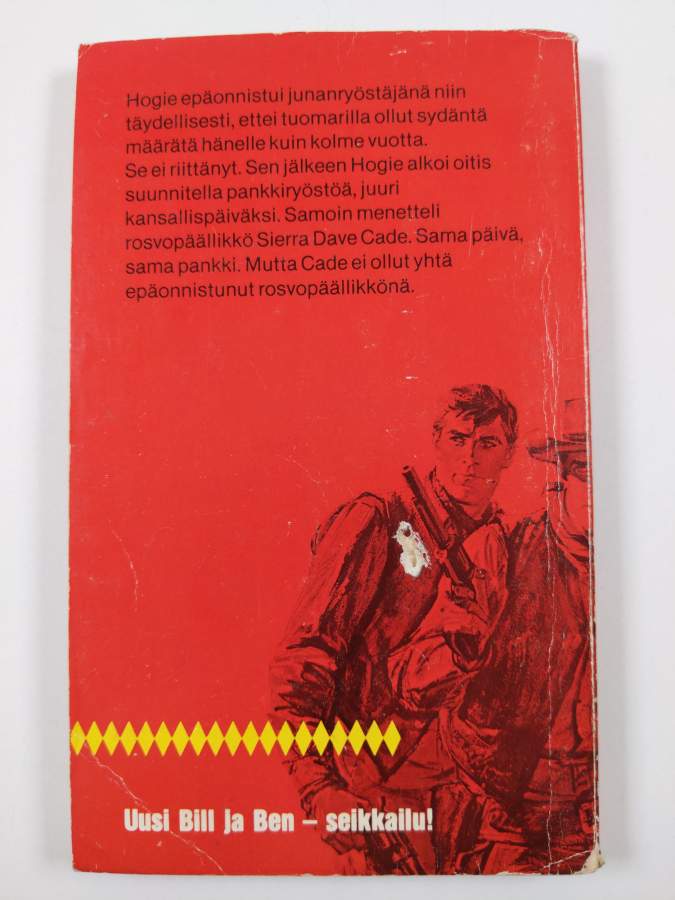 Hogie epäonnistui junanryöstäjänä niin
täydellisesti, ettei tuomarilla ollut sydäntä
määrätä hänelle kuin kolme vuotta.
Se ei riittänyt. Sen jälkeen Hogie alkoi oitis
suunnitella pankkiryöstöä, juuri
kansallispäiväksi. Samoin menetteli
rosvopäällikkö Sierra Dave Cade. Sama päivä,
sama pankki. Mutta Cade ei ollut yhtä
epäonnistunut rosvopäällikkönä.
Uusi Bill ja Ben – seikkailu!